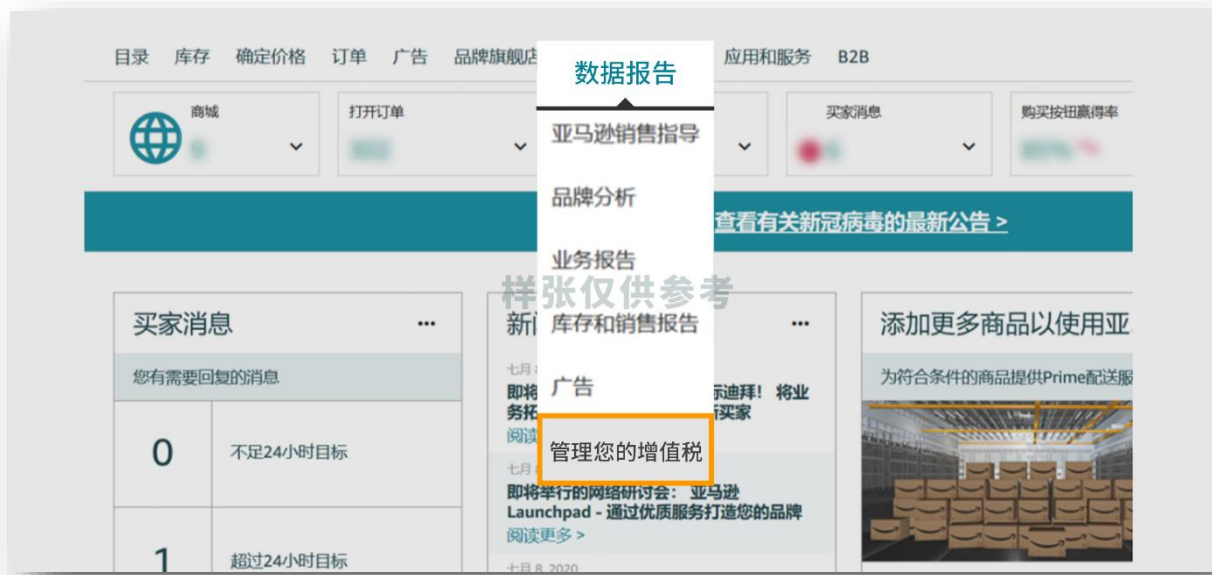 目录 库存 确定价格 订单 广告 品牌旗舰店 数据报告 应用和服务 B2B
商城
打开订单
买家消息
购买按钮赢得率
亚马逊销售指导
品牌分析
业务报告
库存和销售报告
广告
管理您的增值税
查看有关新冠病毒的最新公告 >
样张仅供参考
买家消息
您有需要回复的消息
0 不足24小时目标
1 超过24小时目标
新
七月
即将 际迪拜! 将业
务拓 新买家
阅读
七月
即将举行的网络研讨会: 亚马逊
Launchpad - 通过优质服务打造您的品牌
阅读更多 >
七月 8, 2020
添加更多商品以使用亚
为符合条件的商品提供Prime配送服